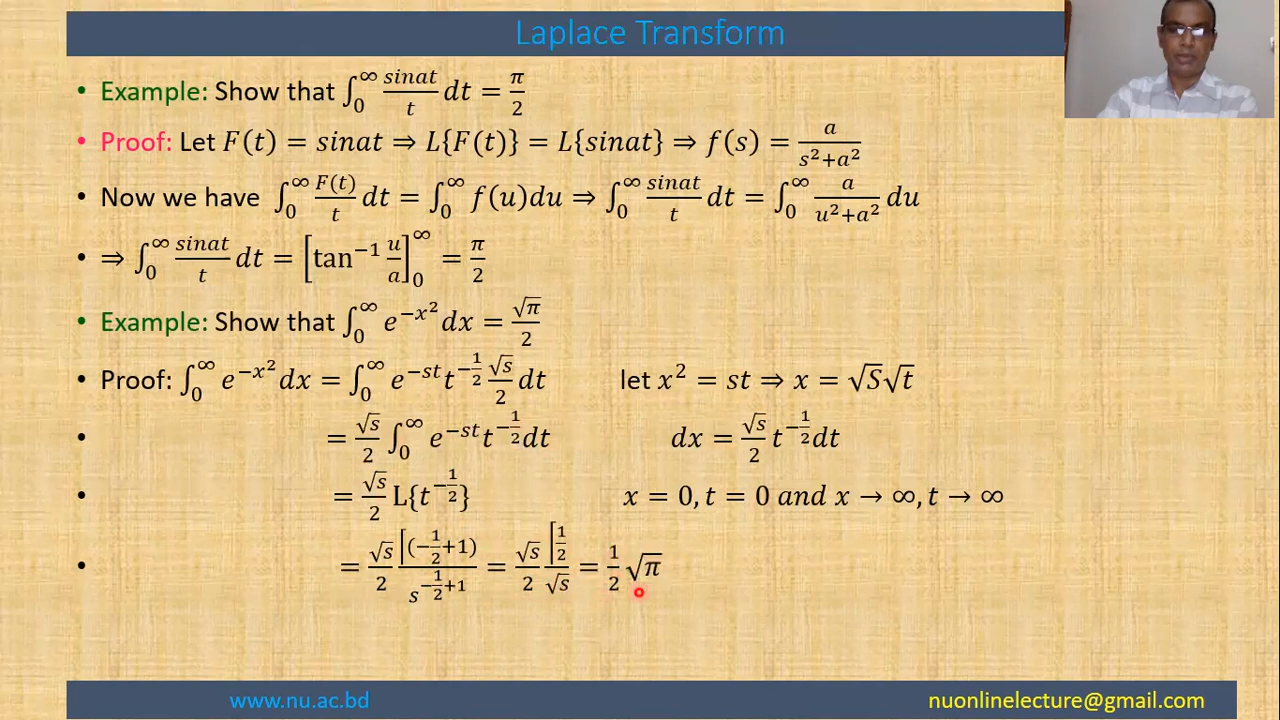 Laplace Transform
• Example: Show that ∫₀^∞ sinat/t dt = π/2
• Proof: Let F(t) = sinat ⇒ L{F(t)} = L{sinat} ⇒ f(s) = a/(s²+a²)
• Now we have ∫₀^∞ F(t)/t dt = ∫₀^∞ f(u)du ⇒ ∫₀^∞ sinat/t dt = ∫₀^∞ a/(u²+a²) du
• ⇒ ∫₀^∞ sinat/t dt = [tan⁻¹ u/a]₀^∞ = π/2
• Example: Show that ∫₀^∞ e^(−x²) dx = √π/2
• Proof: ∫₀^∞ e^(−x²) dx = ∫₀^∞ e^(−st) t^(−1/2) √s/2 dt let x² = st ⇒ x = √S√t
• = √s/2 ∫₀^∞ e^(−st) t^(−1/2) dt dx = √s/2 t^(−1/2) dt
• = √s/2 L{t^(−1/2)} x = 0, t = 0 and x → ∞, t → ∞
• = √s/2 ⌈(−1/2+1)/s^(−1/2+1) = √s/2 ⌈1/2/√s = 1/2 √π
www.nu.ac.bd
nuonlinelecture@gmail.com